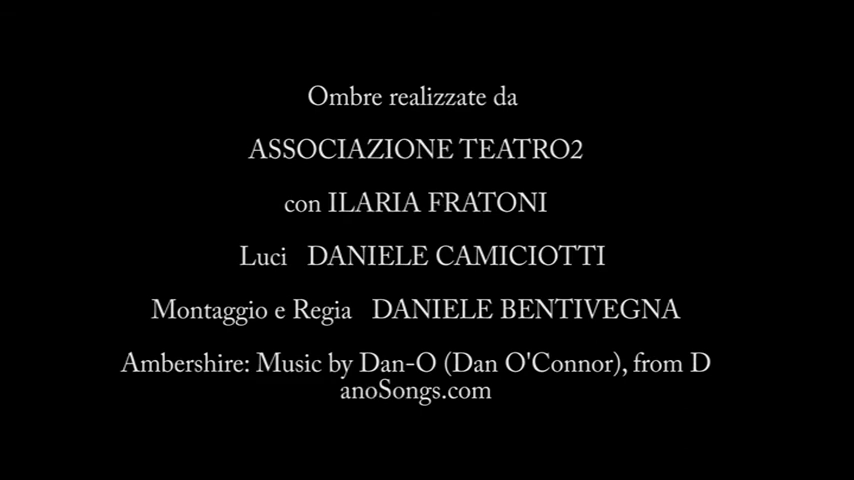 Ombre realizzate da
ASSOCIAZIONE TEATRO2
con ILARIA FRATONI
Luci DANIELE CAMICIOTTI
Montaggio e Regia DANIELE BENTIVEGNA
Ambershire: Music by Dan-O (Dan O'Connor), from D
anoSongs.com